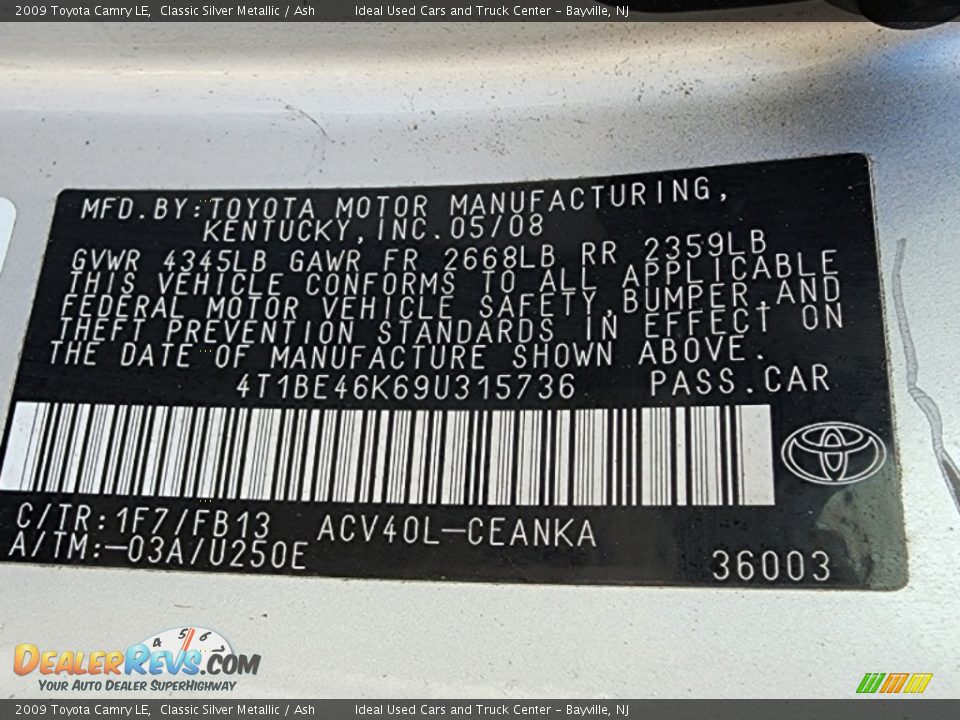 2009 Toyota Camry LE,  Classic Silver Metallic / Ash          Ideal Used Cars and Truck Center - Bayville, NJ
MFD.BY:TOYOTA MOTOR MANUFACTURING,
KENTUCKY,INC.05/08
GVWR 4345LB GAWR FR 2668LB RR 2359LB
THIS VEHICLE CONFORMS TO ALL APPLICABLE
FEDERAL MOTOR VEHICLE SAFETY,BUMPER,AND
THEFT PREVENTION STANDARDS IN EFFECT ON
THE DATE OF MANUFACTURE SHOWN ABOVE.
4T1BE46K69U315736 PASS.CAR
C/TR:1F7/FB13 ACV40L-CEANKA
A/TM:-03A/U250E
36003
4 5 6 7
DEALERREVS.COM
YOUR AUTO DEALER SUPERHIGHWAY
2009 Toyota Camry LE,  Classic Silver Metallic / Ash          Ideal Used Cars and Truck Center - Bayville, NJ